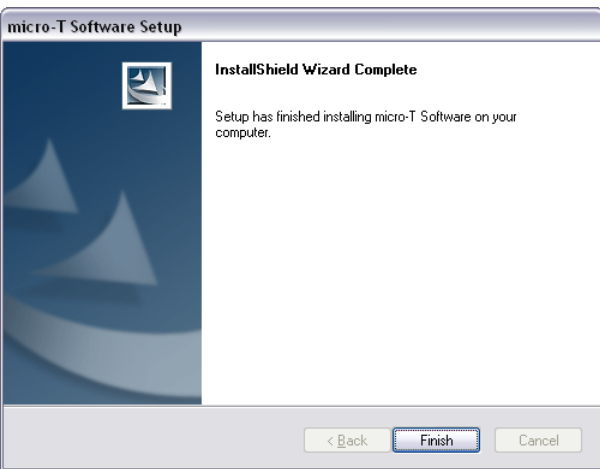 micro-T Software Setup
InstallShield Wizard Complete
Setup has finished installing micro-T Software on your
computer.
< Back
Finish
Cancel